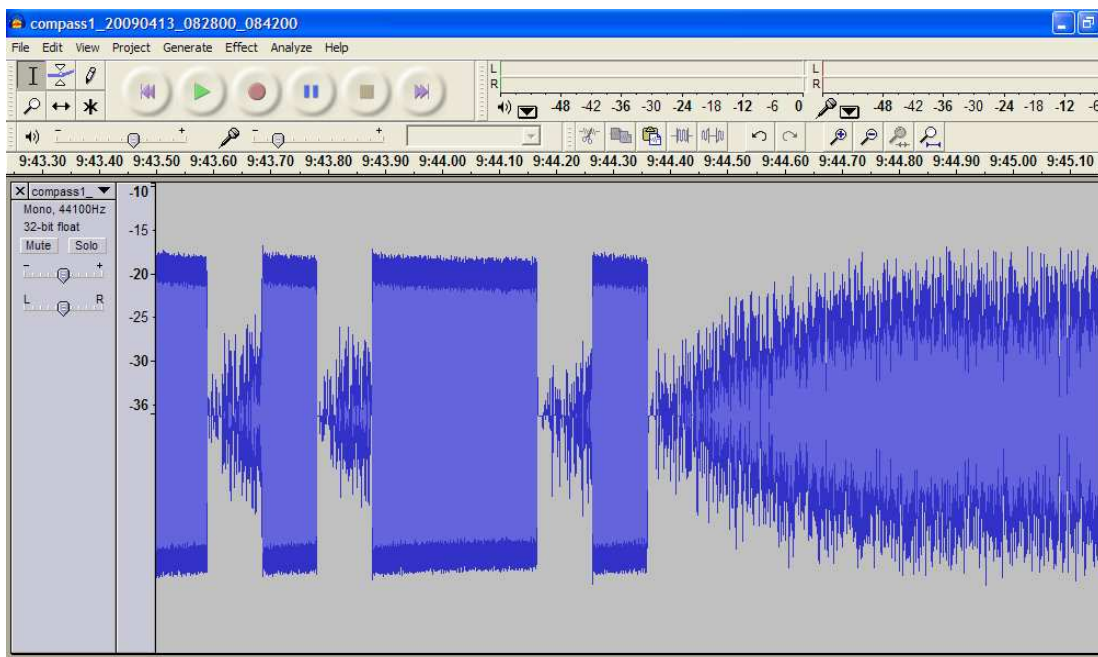 compass1_20090413_082800_084200
File Edit View Project Generate Effect Analyze Help
L
R
-48 -42 -36 -30 -24 -18 -12 -6 0
L
R
-48 -42 -36 -30 -24 -18 -12 -6
- +
- +
9:43.30 9:43.40 9:43.50 9:43.60 9:43.70 9:43.80 9:43.90 9:44.00 9:44.10 9:44.20 9:44.30 9:44.40 9:44.50 9:44.60 9:44.70 9:44.80 9:44.90 9:45.00 9:45.10
compass1_
Mono, 44100Hz
32-bit float
Mute Solo
- +
L R
-10
-15
-20
-25
-30
-36